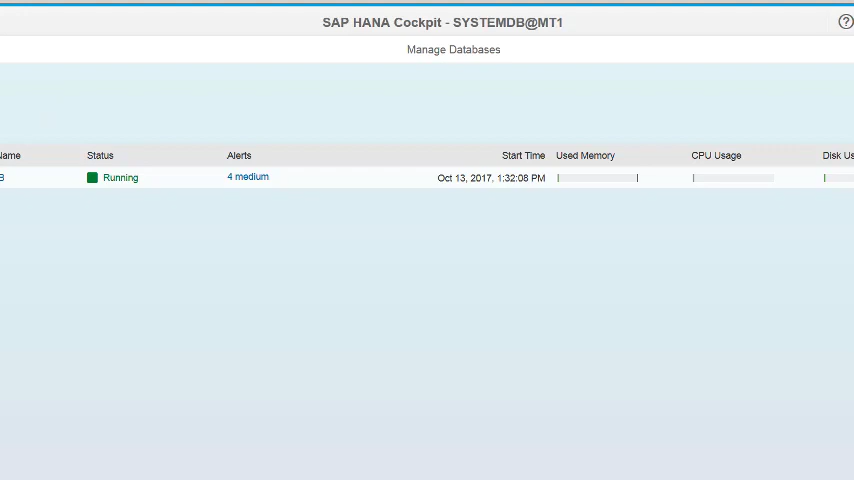 SAP HANA Cockpit - SYSTEMDB@MT1
Manage Databases
Status Alerts Start Time Used Memory CPU Usage
Running 4 medium Oct 13, 2017, 1:32:08 PM